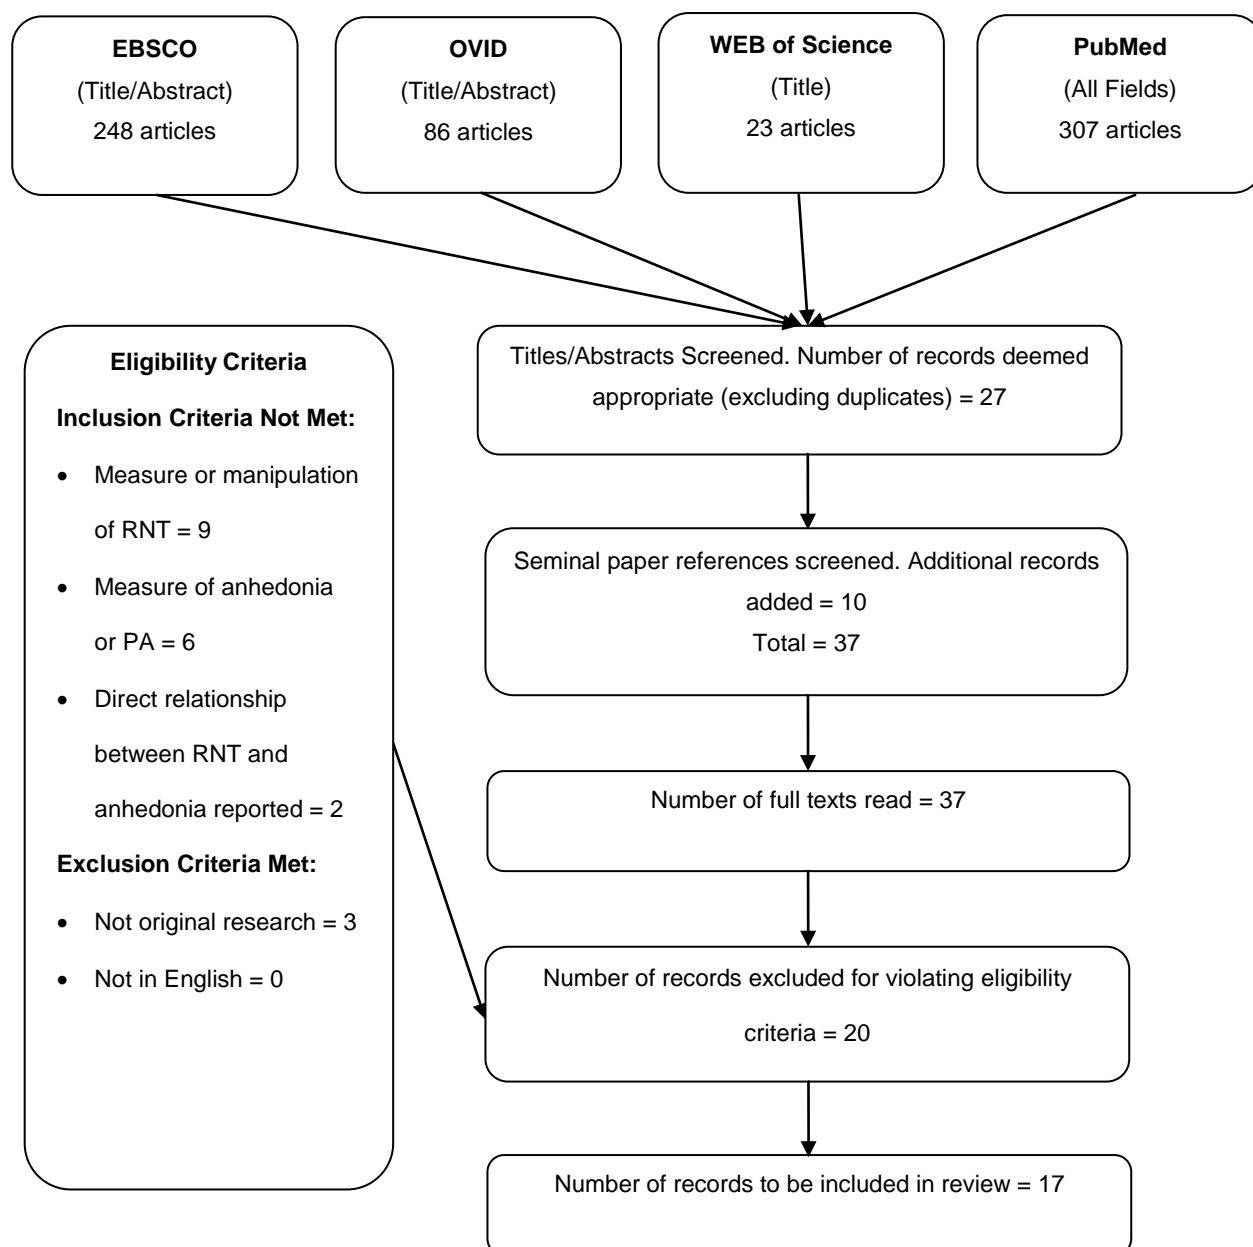 EBSCO
(Title/Abstract)
248 articles
OVID
(Title/Abstract)
86 articles
WEB of Science
(Title)
23 articles
PubMed
(All Fields)
307 articles
Titles/Abstracts Screened. Number of records deemed
appropriate (excluding duplicates) = 27
Eligibility Criteria
Inclusion Criteria Not Met:
• Measure or manipulation
of RNT = 9
• Measure of anhedonia
or PA = 6
• Direct relationship
between RNT and
anhedonia reported = 2
Exclusion Criteria Met:
• Not original research = 3
• Not in English = 0
Seminal paper references screened. Additional records
added = 10
Total = 37
Number of full texts read = 37
Number of records excluded for violating eligibility
criteria = 20
Number of records to be included in review = 17